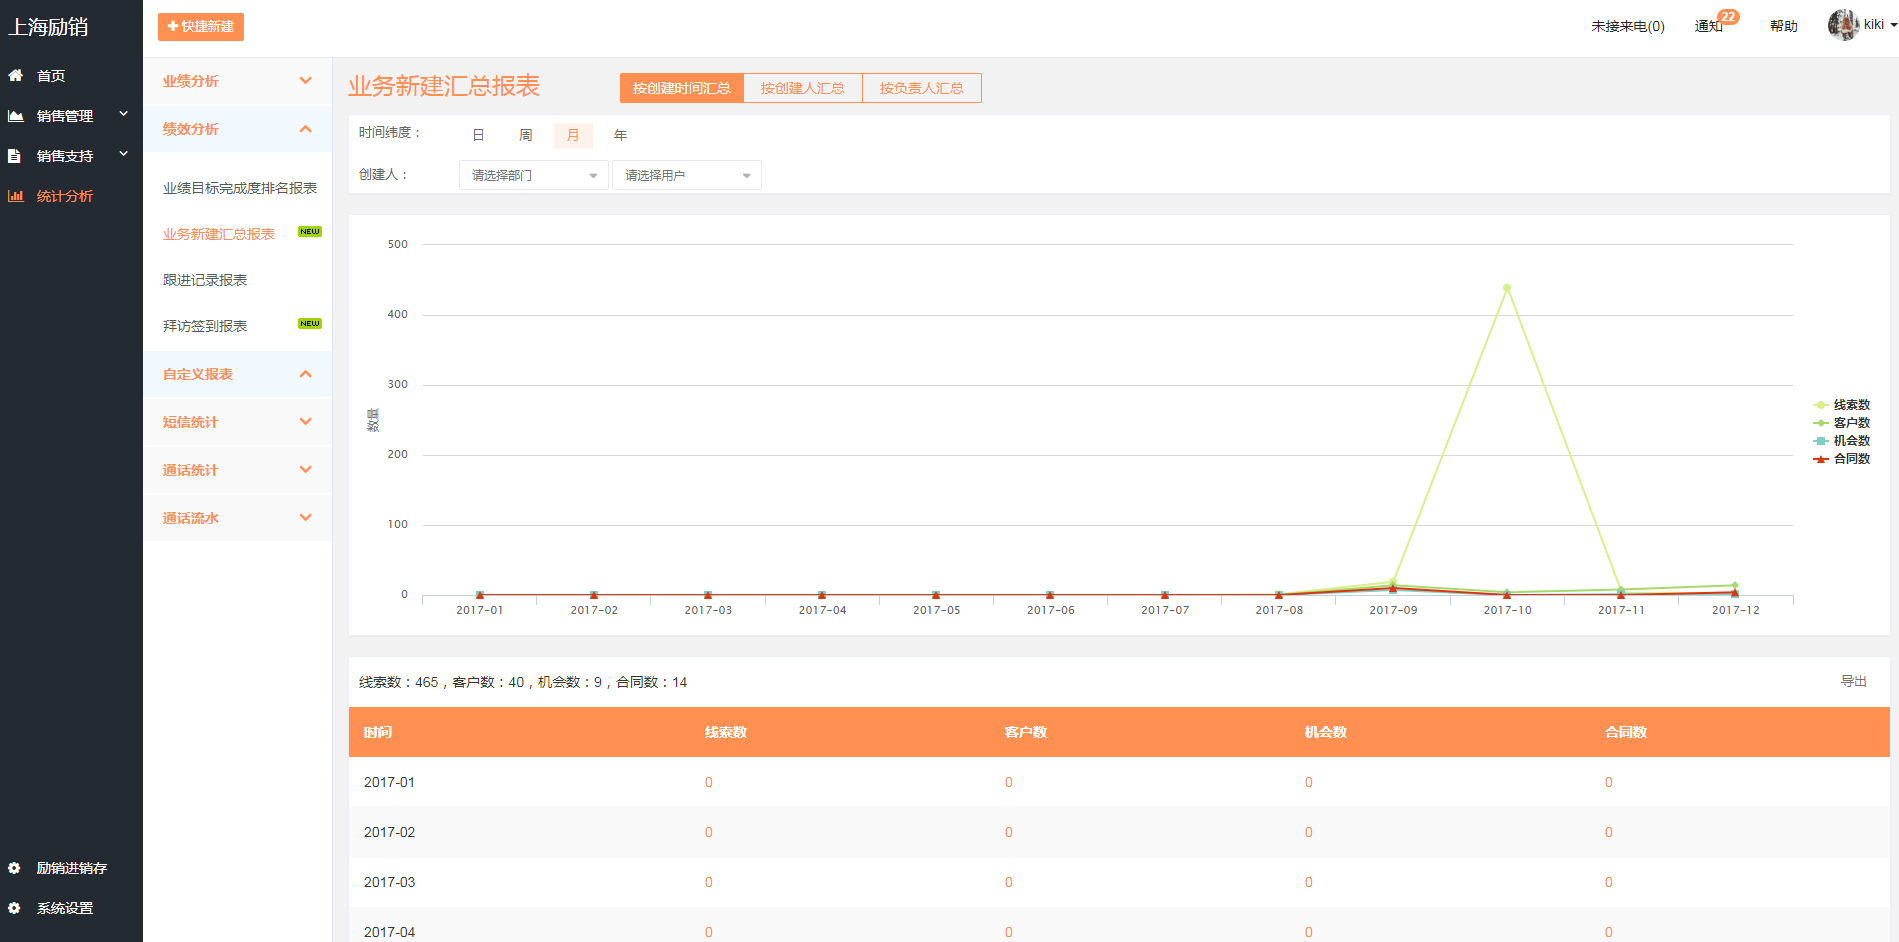 上海励销
快捷新建
未接来电(0)
通知
22
帮助
kiki
首页
销售管理
销售支持
统计分析
励销进销存
系统设置
业绩分析
绩效分析
业绩目标完成度排名报表
业务新建汇总报表
NEW
跟进记录报表
拜访签到报表
NEW
自定义报表
短信统计
通话统计
通话流水
业务新建汇总报表
按创建时间汇总
按创建人汇总
按负责人汇总
时间纬度：
日
周
月
年
创建人：
请选择部门
请选择用户
数量
500
400
300
200
100
0
2017-01
2017-02
2017-03
2017-04
2017-05
2017-06
2017-07
2017-08
2017-09
2017-10
2017-11
2017-12
线索数
客户数
机会数
合同数
线索数：465，客户数：40，机会数：9，合同数：14
导出
时间 线索数 客户数 机会数 合同数
2017-01 0 0 0 0
2017-02 0 0 0 0
2017-03 0 0 0 0
2017-04 0 0 0 0